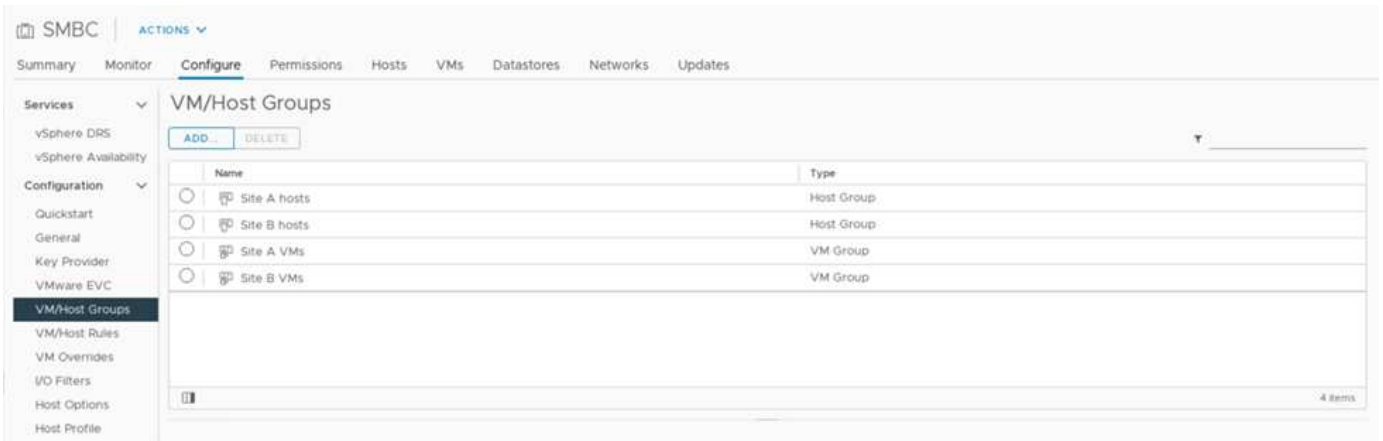 SMBC ACTIONS
Summary Monitor Configure Permissions Hosts VMs Datastores Networks Updates
Services
vSphere DRS
vSphere Availability
Configuration
Quickstart
General
Key Provider
VMware EVC
VM/Host Groups
VM/Host Rules
VM Overrides
I/O Filters
Host Options
Host Profile
VM/Host Groups
ADD... DELETE
Name Type
Site A hosts Host Group
Site B hosts Host Group
Site A VMs VM Group
Site B VMs VM Group
4 items